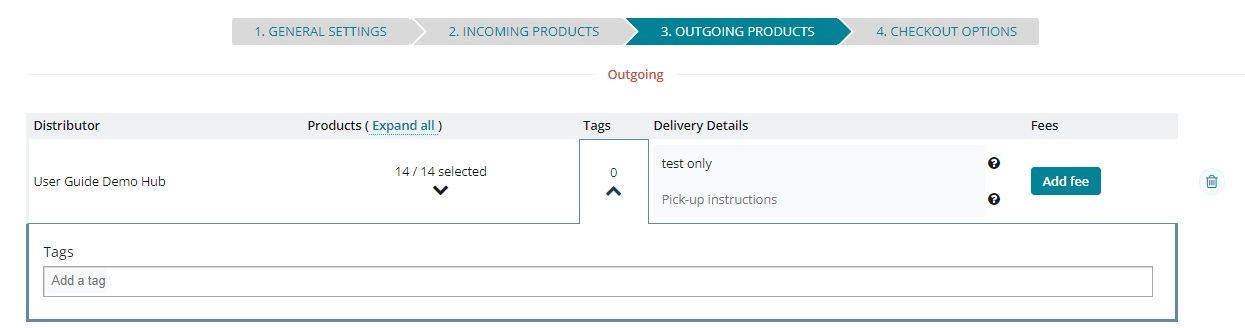 1. GENERAL SETTINGS 2. INCOMING PRODUCTS 3. OUTGOING PRODUCTS 4. CHECKOUT OPTIONS
Outgoing
Distributor Products ( Expand all ) Tags Delivery Details Fees
User Guide Demo Hub 14 / 14 selected 0 test only Add fee
Pick-up instructions
Tags
Add a tag